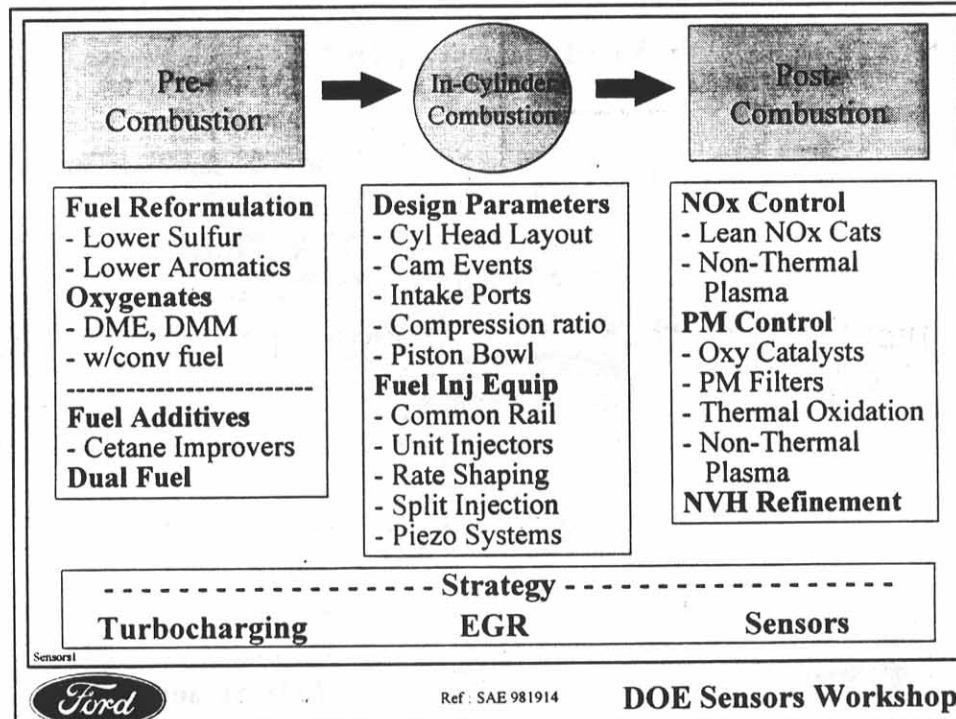 Pre-
Combustion
In-Cylinder
Combustion
Post-
Combustion
Fuel Reformulation
- Lower Sulfur
- Lower Aromatics
Oxygenates
- DME, DMM
- w/conv fuel
-------------------------
Fuel Additives
- Cetane Improvers
Dual Fuel
Design Parameters
- Cyl Head Layout
- Cam Events
- Intake Ports
- Compression ratio
- Piston Bowl
Fuel Inj Equip
- Common Rail
- Unit Injectors
- Rate Shaping
- Split Injection
- Piezo Systems
NOx Control
- Lean NOx Cats
- Non-Thermal
Plasma
PM Control
- Oxy Catalysts
- PM Filters
- Thermal Oxidation
- Non-Thermal
Plasma
NVH Refinement
- - - - - - - - - - - - - - - - - - - - Strategy - - - - - - - - - - - - - - - - - - - -
Turbocharging EGR Sensors
Sensors1
Ford Ref : SAE 981914 DOE Sensors Workshop